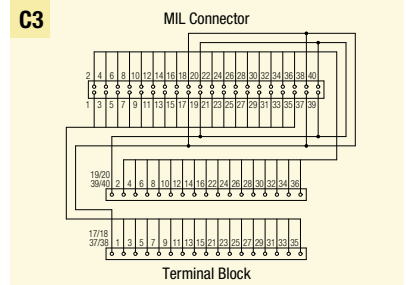 C3
MIL Connector
2 4 6 8 10 12 14 16 18 20 22 24 26 28 30 32 34 36 38 40
1 3 5 7 9 11 13 15 17 19 21 23 25 27 29 31 33 35 37 39
19/20
39/40 2 4 6 8 10 12 14 16 22 24 26 28 30 32 34 36
17/18
37/38 1 3 5 7 9 11 13 15 21 23 25 27 29 31 33 35
Terminal Block